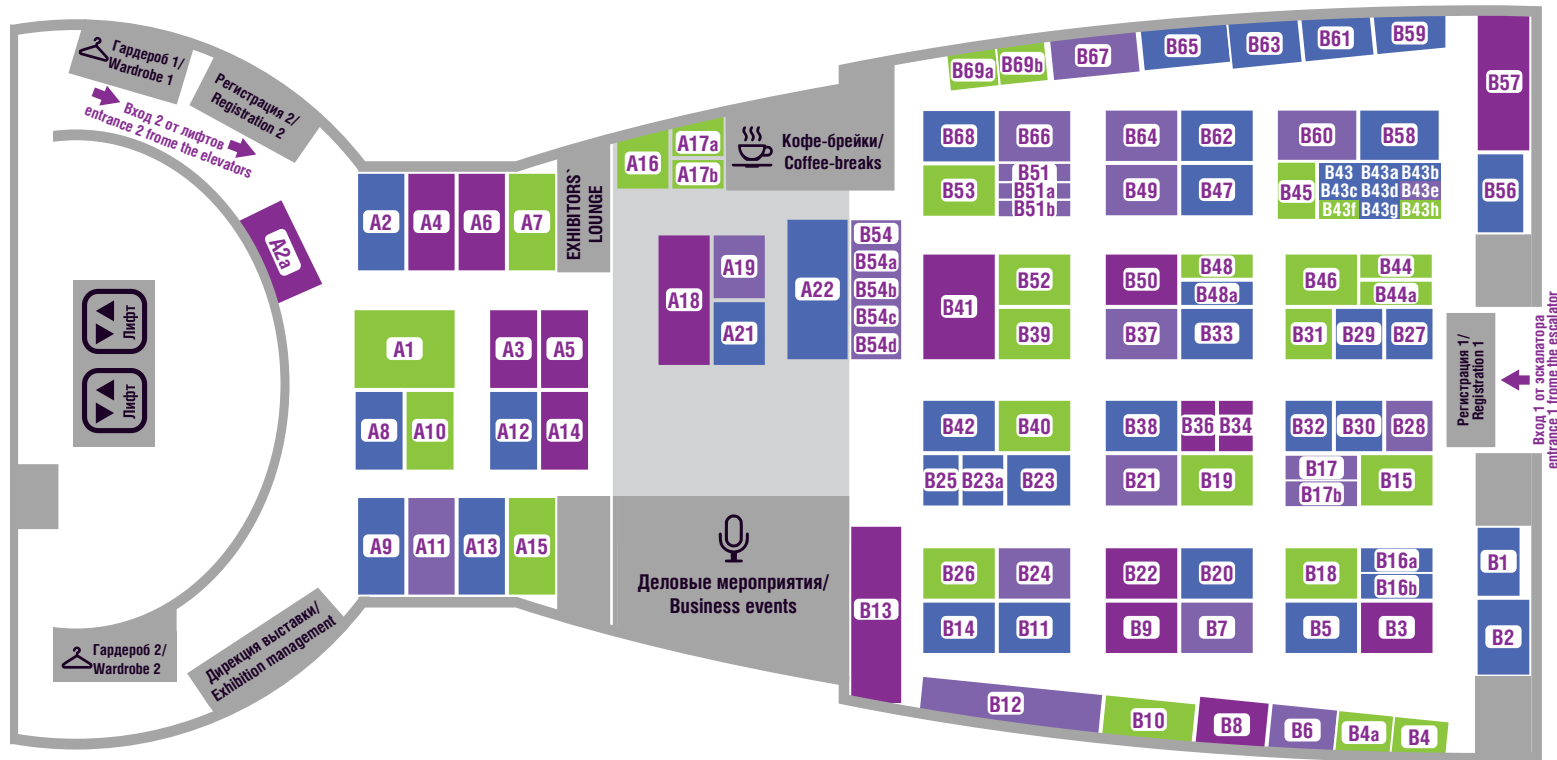 Гардероб 1/
Wardrobe 1
Регистрация 2/
Registration 2
Вход 2 от лифтов
entrance 2 frome the elevators
A2a
Лифт
Лифт
A2
A4
A6
A7
EXHIBITORS`
LOUNGE
A1
A3
A5
A8
A10
A12
A14
A9
A11
A13
A15
Гардероб 2/
Wardrobe 2
Дирекция выставки/
Exhibition management
A16
A17a
A17b
Кофе-брейки/
Coffee-breaks
A18
A19
A21
A22
B54
B54a
B54b
B54c
B54d
Деловые мероприятия/
Business events
B13
B69a
B69b
B67
B65
B63
B61
B59
B57
B68
B66
B64
B62
B60
B58
B53
B51
B51a
B51b
B49
B47
B45
B43 B43a B43b
B43c B43d B43e
B43f B43g B43h
B56
B41
B52
B39
B50
B48
B48a
B37
B33
B46
B44
B44a
B31
B29
B27
Регистрация 1/
Registration 1
Вход 1 от эскалатора
entrance 1 frome the escalator
B42
B40
B38
B36
B34
B32
B30
B28
B25
B23a
B23
B21
B19
B17
B17b
B15
B26
B24
B22
B20
B18
B16a
B16b
B1
B14
B11
B9
B7
B5
B3
B2
B12
B10
B8
B6
B4a
B4